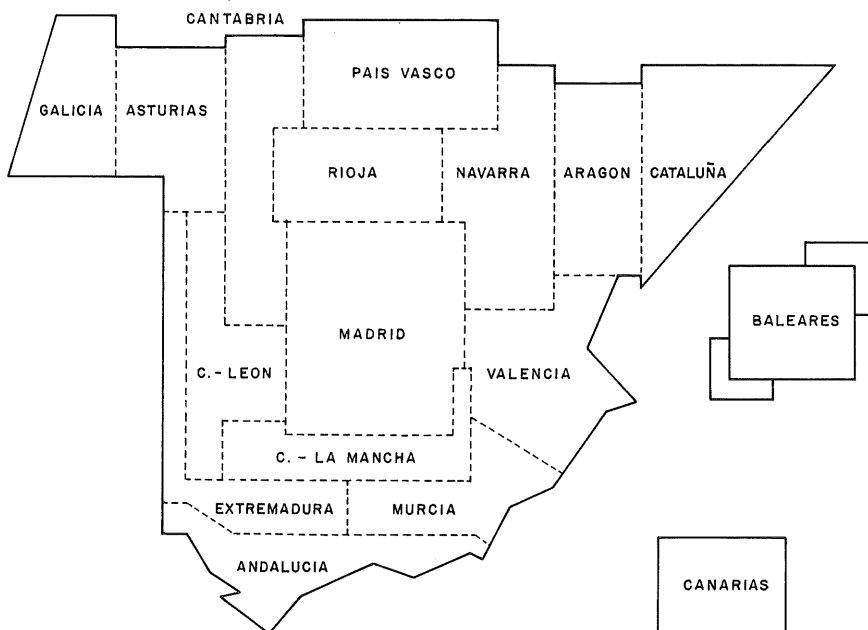 CANTABRIA
PAIS VASCO
GALICIA
ASTURIAS
RIOJA
NAVARRA
ARAGON
CATALUÑA
BALEARES
MADRID
C.-LEON
VALENCIA
C.-LA MANCHA
EXTREMADURA
MURCIA
ANDALUCIA
CANARIAS